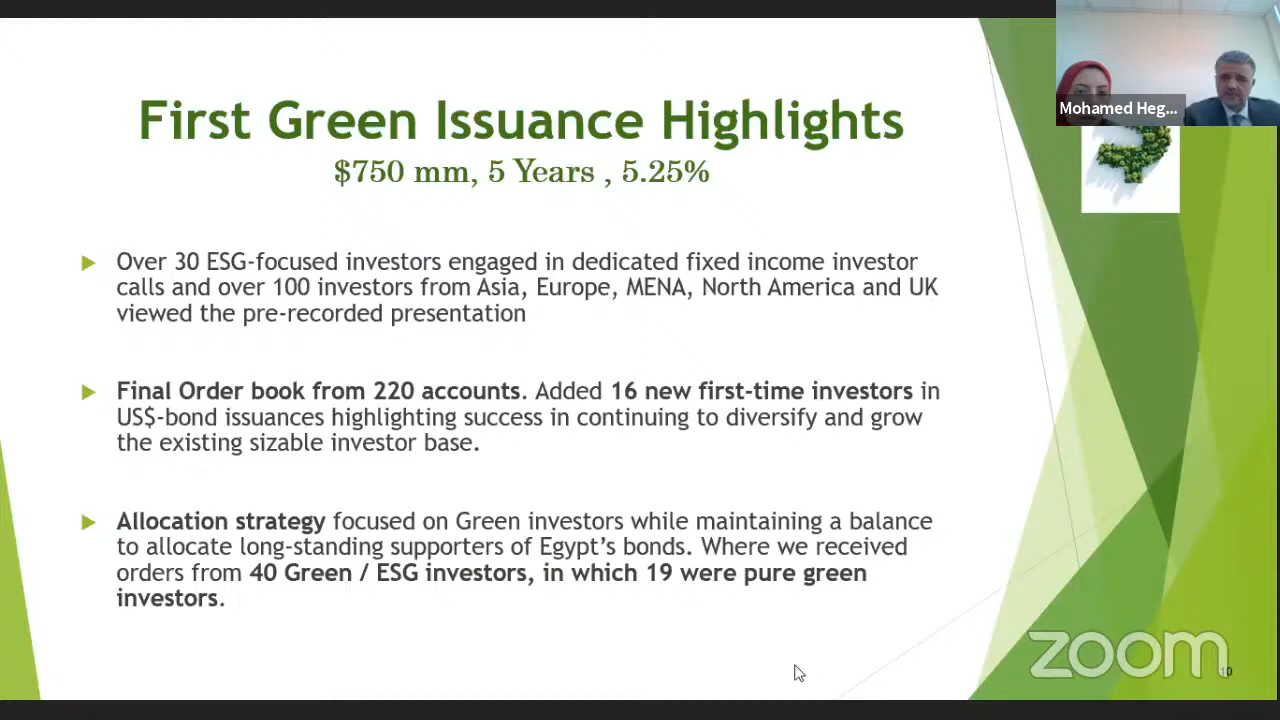 First Green Issuance Highlights
$750 mm, 5 Years , 5.25%
Mohamed Heg...
Over 30 ESG-focused investors engaged in dedicated fixed income investor
calls and over 100 investors from Asia, Europe, MENA, North America and UK
viewed the pre-recorded presentation
Final Order book from 220 accounts. Added 16 new first-time investors in
US$-bond issuances highlighting success in continuing to diversify and grow
the existing sizable investor base.
Allocation strategy focused on Green investors while maintaining a balance
to allocate long-standing supporters of Egypt’s bonds. Where we received
orders from 40 Green / ESG investors, in which 19 were pure green
investors.
zoom
10